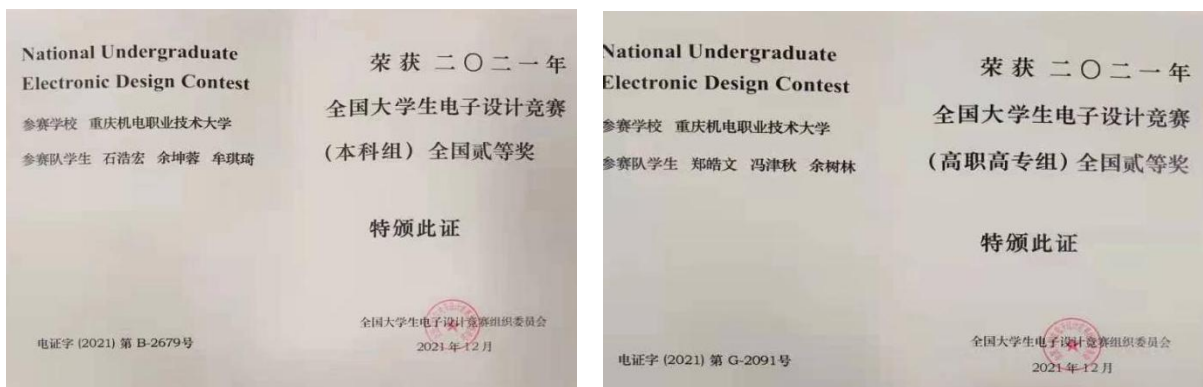 National Undergraduate
Electronic Design Contest
参赛学校 重庆机电职业技术大学
参赛队学生 石浩宏 余坤蓉 牟琪琦
电证字 (2021) 第 B-2679号
荣 获 二〇二一年
全国大学生电子设计竞赛
(本科组) 全国贰等奖
特颁此证
全国大学生电子设计竞赛组织委员会
2021年12月
National Undergraduate
Electronic Design Contest
参赛学校 重庆机电职业技术大学
参赛队学生 郑皓文 冯津秋 余树林
电证字 (2021) 第 G-2091号
荣 获 二〇二一年
全国大学生电子设计竞赛
(高职高专组) 全国贰等奖
特颁此证
全国大学生电子设计竞赛组织委员会
2021年12月